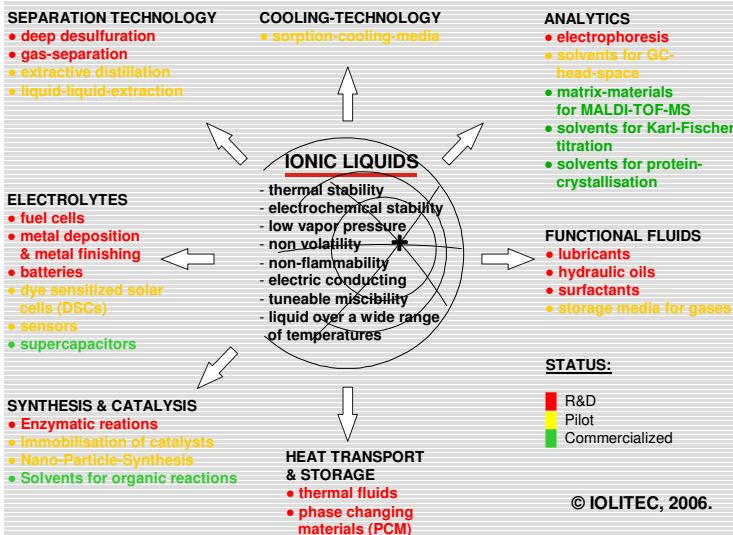 SEPARATION TECHNOLOGY
● deep desulfuration
● gas-separation
● extractive distillation
● liquid-liquid-extraction
COOLING-TECHNOLOGY
● sorption-cooling-media
ANALYTICS
● electrophoresis
● solvents for GC-
head-space
● matrix-materials
for MALDI-TOF-MS
● solvents for Karl-Fischer
titration
● solvents for protein-
crystallisation
IONIC LIQUIDS
- thermal stability
- electrochemical stability
- low vapor pressure
- non volatility
- non-flammability
- electric conducting
- tuneable miscibility
- liquid over a wide range
of temperatures
ELECTROLYTES
● fuel cells
● metal deposition
& metal finishing
● batteries
● dye sensitized solar
cells (DSCs)
● sensors
● supercapacitors
FUNCTIONAL FLUIDS
● lubricants
● hydraulic oils
● surfactants
● storage media for gases
SYNTHESIS & CATALYSIS
● Enzymatic reations
● Immobilisation of catalysts
● Nano-Particle-Synthesis
● Solvents for organic reactions
HEAT TRANSPORT
& STORAGE
● thermal fluids
● phase changing
materials (PCM)
STATUS:
R&D
Pilot
Commercialized
© IOLITEC, 2006.